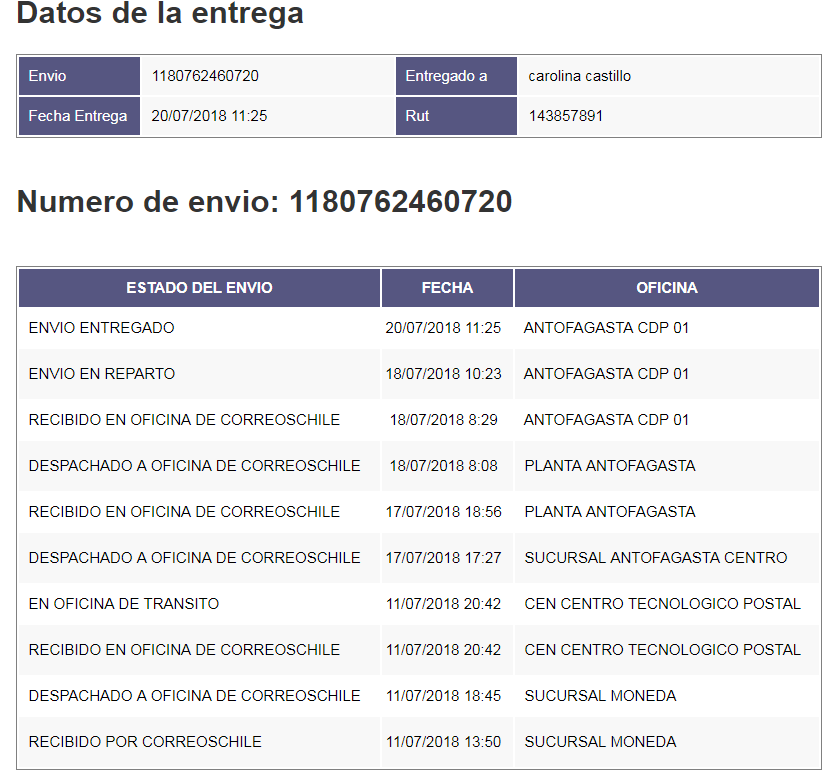 Datos de la entrega
Envio 1180762460720 Entregado a carolina castillo
Fecha Entrega 20/07/2018 11:25 Rut 143857891
Numero de envio: 1180762460720
ESTADO DEL ENVIO FECHA OFICINA
ENVIO ENTREGADO 20/07/2018 11:25 ANTOFAGASTA CDP 01
ENVIO EN REPARTO 18/07/2018 10:23 ANTOFAGASTA CDP 01
RECIBIDO EN OFICINA DE CORREOSCHILE 18/07/2018 8:29 ANTOFAGASTA CDP 01
DESPACHADO A OFICINA DE CORREOSCHILE 18/07/2018 8:08 PLANTA ANTOFAGASTA
RECIBIDO EN OFICINA DE CORREOSCHILE 17/07/2018 18:56 PLANTA ANTOFAGASTA
DESPACHADO A OFICINA DE CORREOSCHILE 17/07/2018 17:27 SUCURSAL ANTOFAGASTA CENTRO
EN OFICINA DE TRANSITO 11/07/2018 20:42 CEN CENTRO TECNOLOGICO POSTAL
RECIBIDO EN OFICINA DE CORREOSCHILE 11/07/2018 20:42 CEN CENTRO TECNOLOGICO POSTAL
DESPACHADO A OFICINA DE CORREOSCHILE 11/07/2018 18:45 SUCURSAL MONEDA
RECIBIDO POR CORREOSCHILE 11/07/2018 13:50 SUCURSAL MONEDA